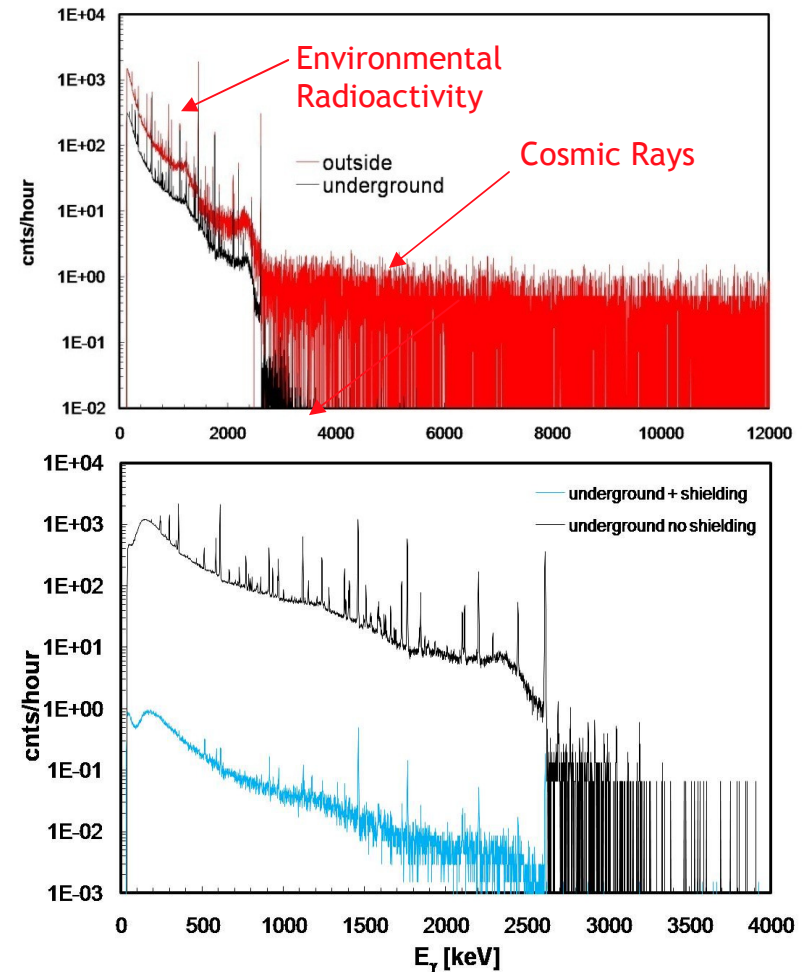 1E+04
1E+03
1E+02
1E+01
1E+00
1E-01
1E-02
cnts/hour
Environmental
Radioactivity
Cosmic Rays
outside
underground
0 2000 4000 6000 8000 10000 12000
1E+04
1E+03
1E+02
1E+01
1E+00
1E-01
1E-02
1E-03
cnts/hour
underground + shielding
underground no shielding
0 500 1000 1500 2000 2500 3000 3500 4000
Eγ [keV]